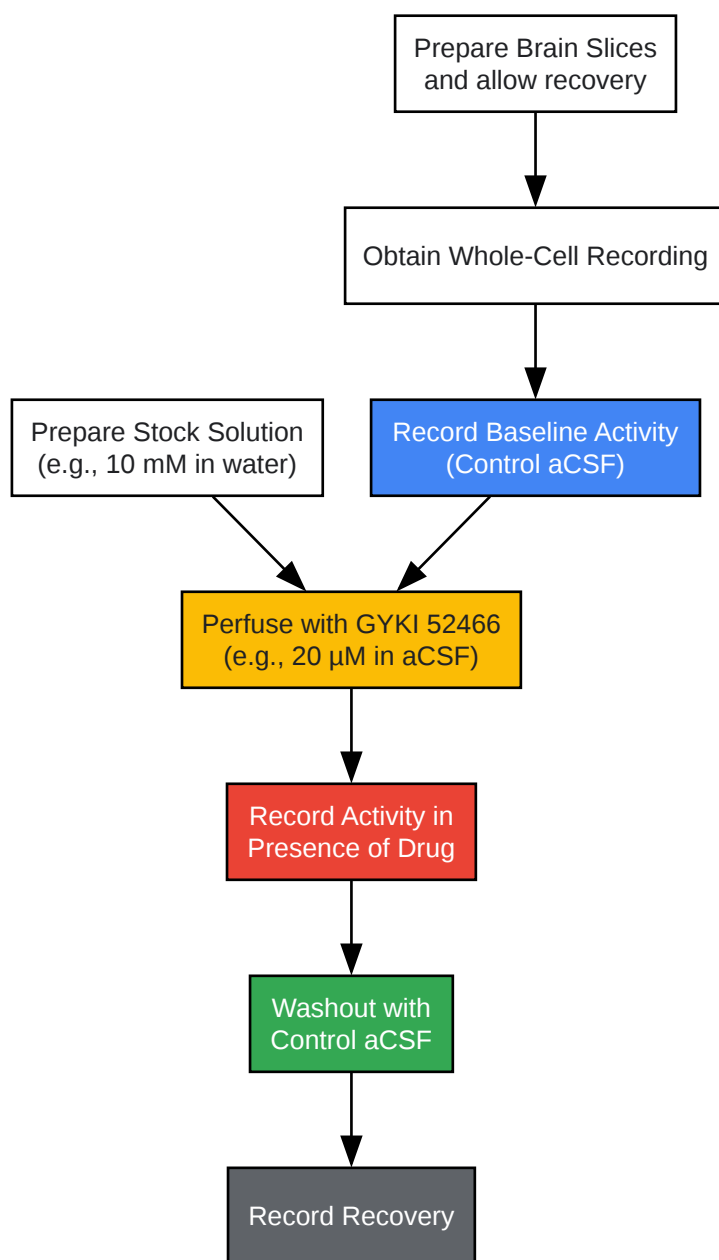 Prepare Brain Slices
and allow recovery
Obtain Whole-Cell Recording
Prepare Stock Solution
(e.g., 10 mM in water)
Record Baseline Activity
(Control aCSF)
Perfuse with GYKI 52466
(e.g., 20 µM in aCSF)
Record Activity in
Presence of Drug
Washout with
Control aCSF
Record Recovery